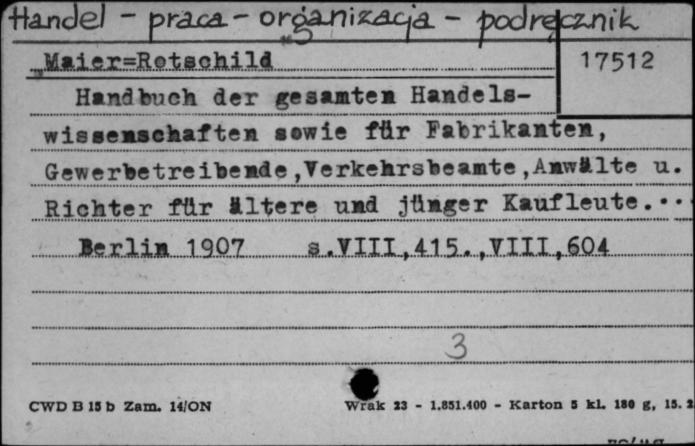 Handel - praca - organizacja - podręcznik
Maier=Rotschild
17512
Handbuch der gesamten Handels-
wissenschaften sowie für Fabrikanten,
Gewerbetreibende,Verkehrsbeamte,Anwälte u.
Richter für ältere und jünger Kaufleute....
Berlin 1907 s.VIII,415.,VIII,604
3
CWD B 15 b Zam. 14/ON
Wrak 23 - 1.851.400 - Karton 5 kl. 180 g, 15. 2